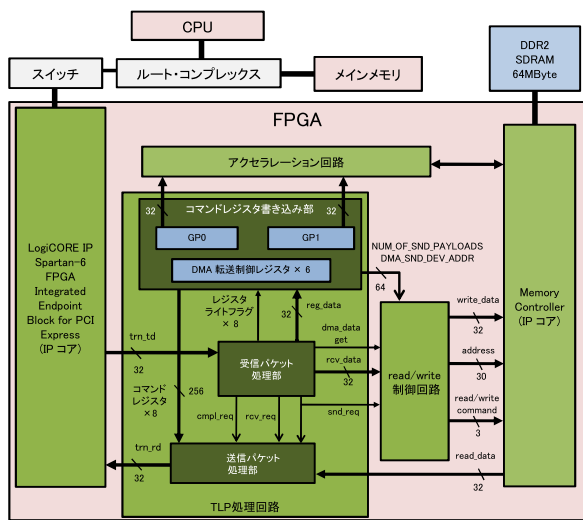 CPU
スイッチ
ルート・コンプレックス
メインメモリ
DDR2
SDRAM
64MByte
FPGA
アクセラレーション回路
32
コマンドレジスタ書き込み部
32
GP0
GP1
DMA 転送制御レジスタ × 6
NUM_OF_SND_PAYLOADS
DMA_SND_DEV_ADDR
64
LogiCORE IP
Spartan-6
FPGA
Integrated
Endpoint
Block for PCI
Express
(IP コア)
Memory
Controller
(IP コア)
レジスタ
ライトフラグ
× 8
reg_data
32
dma_data
get
rcv_data
32
write_data
32
trn_td
32
受信パケット
処理部
read/write
制御回路
address
30
コマンド
レジスタ
×8
256
cmpl_req
rcv_req
snd_req
read/write
command
3
trn_rd
32
送信パケット
処理部
read_data
32
TLP処理回路